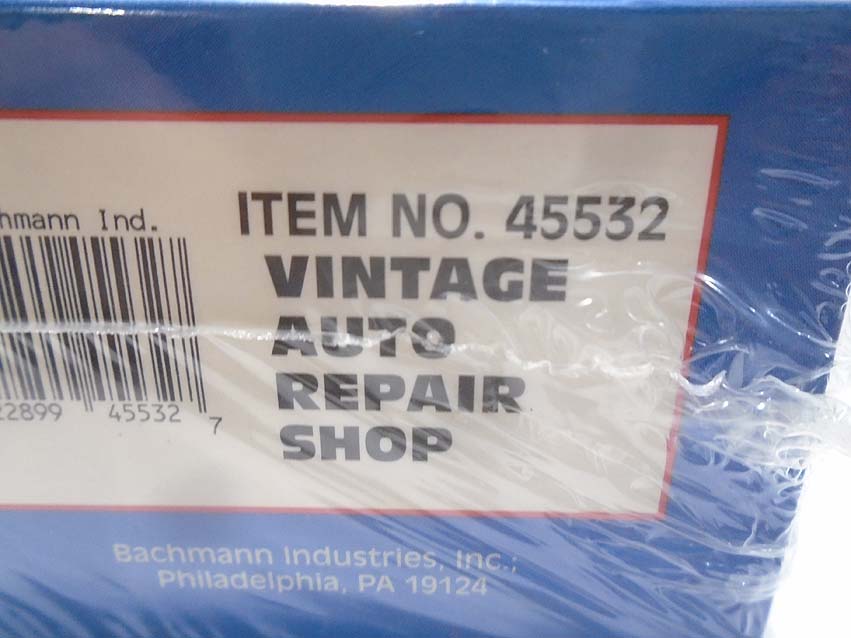 hmann Ind.
ITEM NO. 45532
VINTAGE
AUTO
REPAIR
SHOP
22899 45532 7
Bachmann Industries, Inc.;
Philadelphia, PA 19124